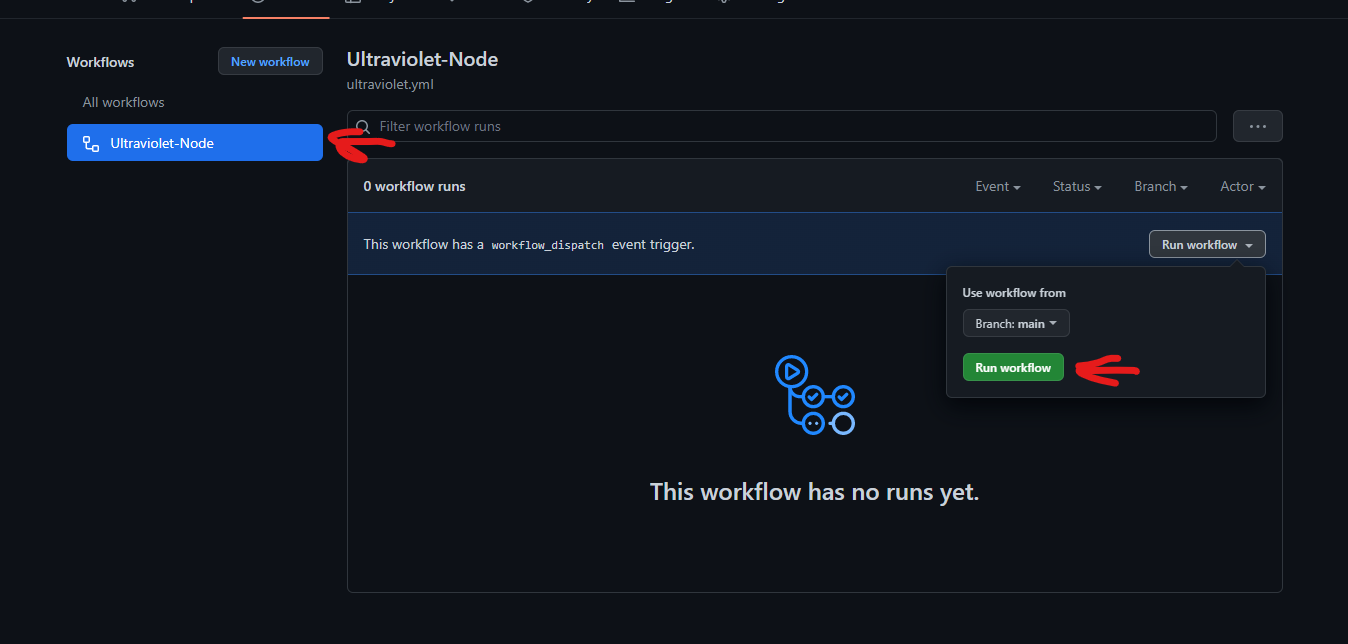 Workflows
New workflow
All workflows
Ultraviolet-Node
Ultraviolet-Node
ultraviolet.yml
Filter workflow runs
0 workflow runs
Event
Status
Branch
Actor
This workflow has a workflow_dispatch event trigger.
Run workflow
Use workflow from
Branch: main
Run workflow
This workflow has no runs yet.